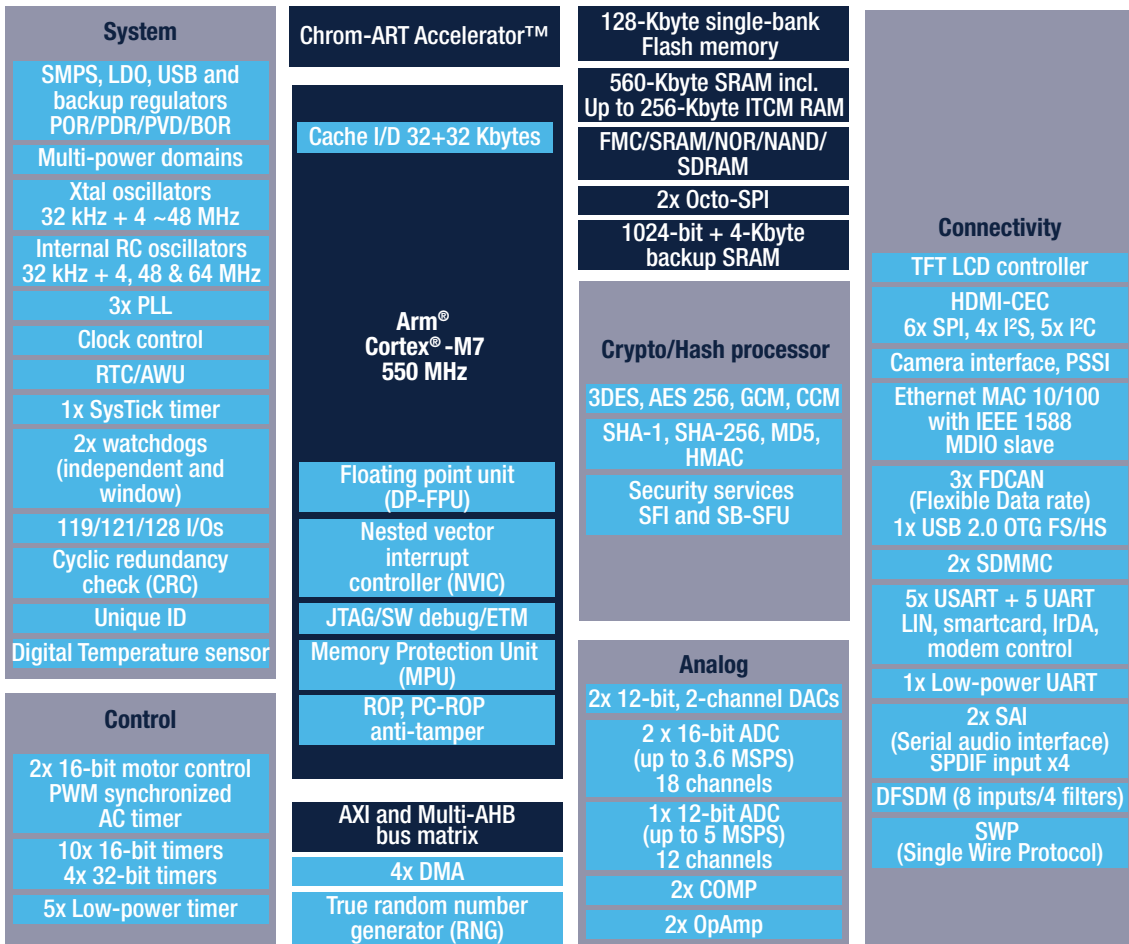 System
SMPS, LDO, USB and
backup regulators
POR/PDR/PVD/BOR
Multi-power domains
Xtal oscillators
32 kHz + 4 ~48 MHz
Internal RC oscillators
32 kHz + 4, 48 & 64 MHz
3x PLL
Clock control
RTC/AWU
1x SysTick timer
2x watchdogs
(independent and
window)
119/121/128 I/Os
Cyclic redundancy
check (CRC)
Unique ID
Digital Temperature sensor
Control
2x 16-bit motor control
PWM synchronized
AC timer
10x 16-bit timers
4x 32-bit timers
5x Low-power timer
Chrom-ART Accelerator™
Cache I/D 32+32 Kbytes
Arm®
Cortex® -M7
550 MHz
Floating point unit
(DP-FPU)
Nested vector
interrupt
controller (NVIC)
JTAG/SW debug/ETM
Memory Protection Unit
(MPU)
ROP, PC-ROP
anti-tamper
AXI and Multi-AHB
bus matrix
4x DMA
True random number
generator (RNG)
128-Kbyte single-bank
Flash memory
560-Kbyte SRAM incl.
Up to 256-Kbyte ITCM RAM
FMC/SRAM/NOR/NAND/
SDRAM
2x Octo-SPI
1024-bit + 4-Kbyte
backup SRAM
Crypto/Hash processor
3DES, AES 256, GCM, CCM
SHA-1, SHA-256, MD5,
HMAC
Security services
SFI and SB-SFU
Analog
2x 12-bit, 2-channel DACs
2 x 16-bit ADC
(up to 3.6 MSPS)
18 channels
1x 12-bit ADC
(up to 5 MSPS)
12 channels
2x COMP
2x OpAmp
Connectivity
TFT LCD controller
HDMI-CEC
6x SPI, 4x I²S, 5x I²C
Camera interface, PSSI
Ethernet MAC 10/100
with IEEE 1588
MDIO slave
3x FDCAN
(Flexible Data rate)
1x USB 2.0 OTG FS/HS
2x SDMMC
5x USART + 5 UART
LIN, smartcard, IrDA,
modem control
1x Low-power UART
2x SAI
(Serial audio interface)
SPDIF input x4
DFSDM (8 inputs/4 filters)
SWP
(Single Wire Protocol)